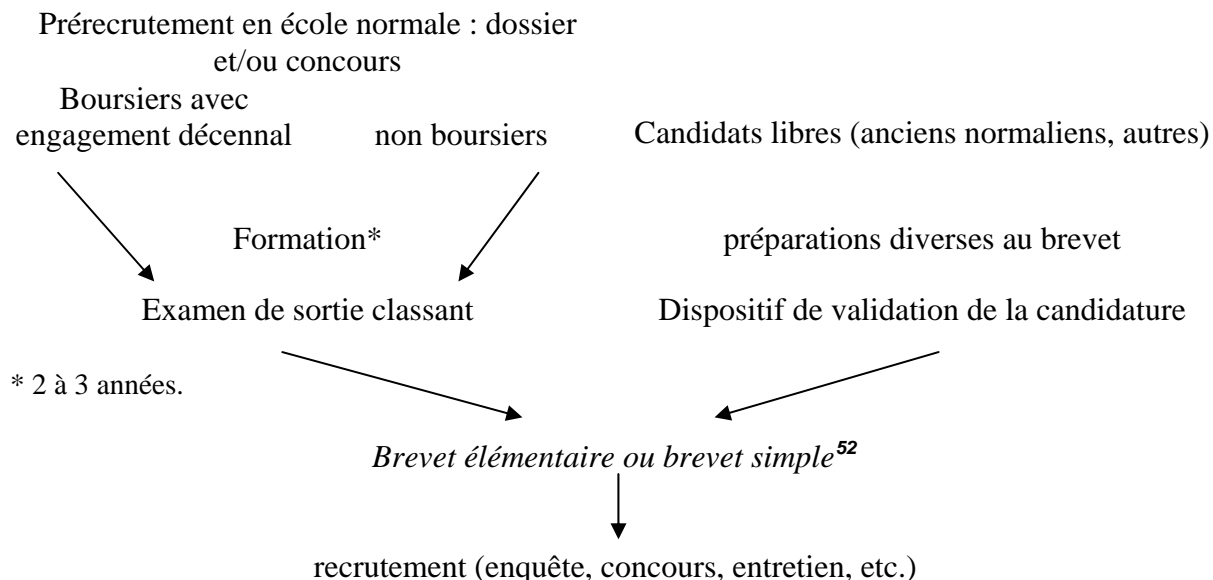 Prérecrutement en école normale : dossier
et/ou concours
Boursiers avec
engagement décennal
non boursiers
Candidats libres (anciens normaliens, autres)
Formation*
préparations diverses au brevet
Examen de sortie classant
Dispositif de validation de la candidature
* 2 à 3 années.
Brevet élémentaire ou brevet simple52
recrutement (enquête, concours, entretien, etc.)